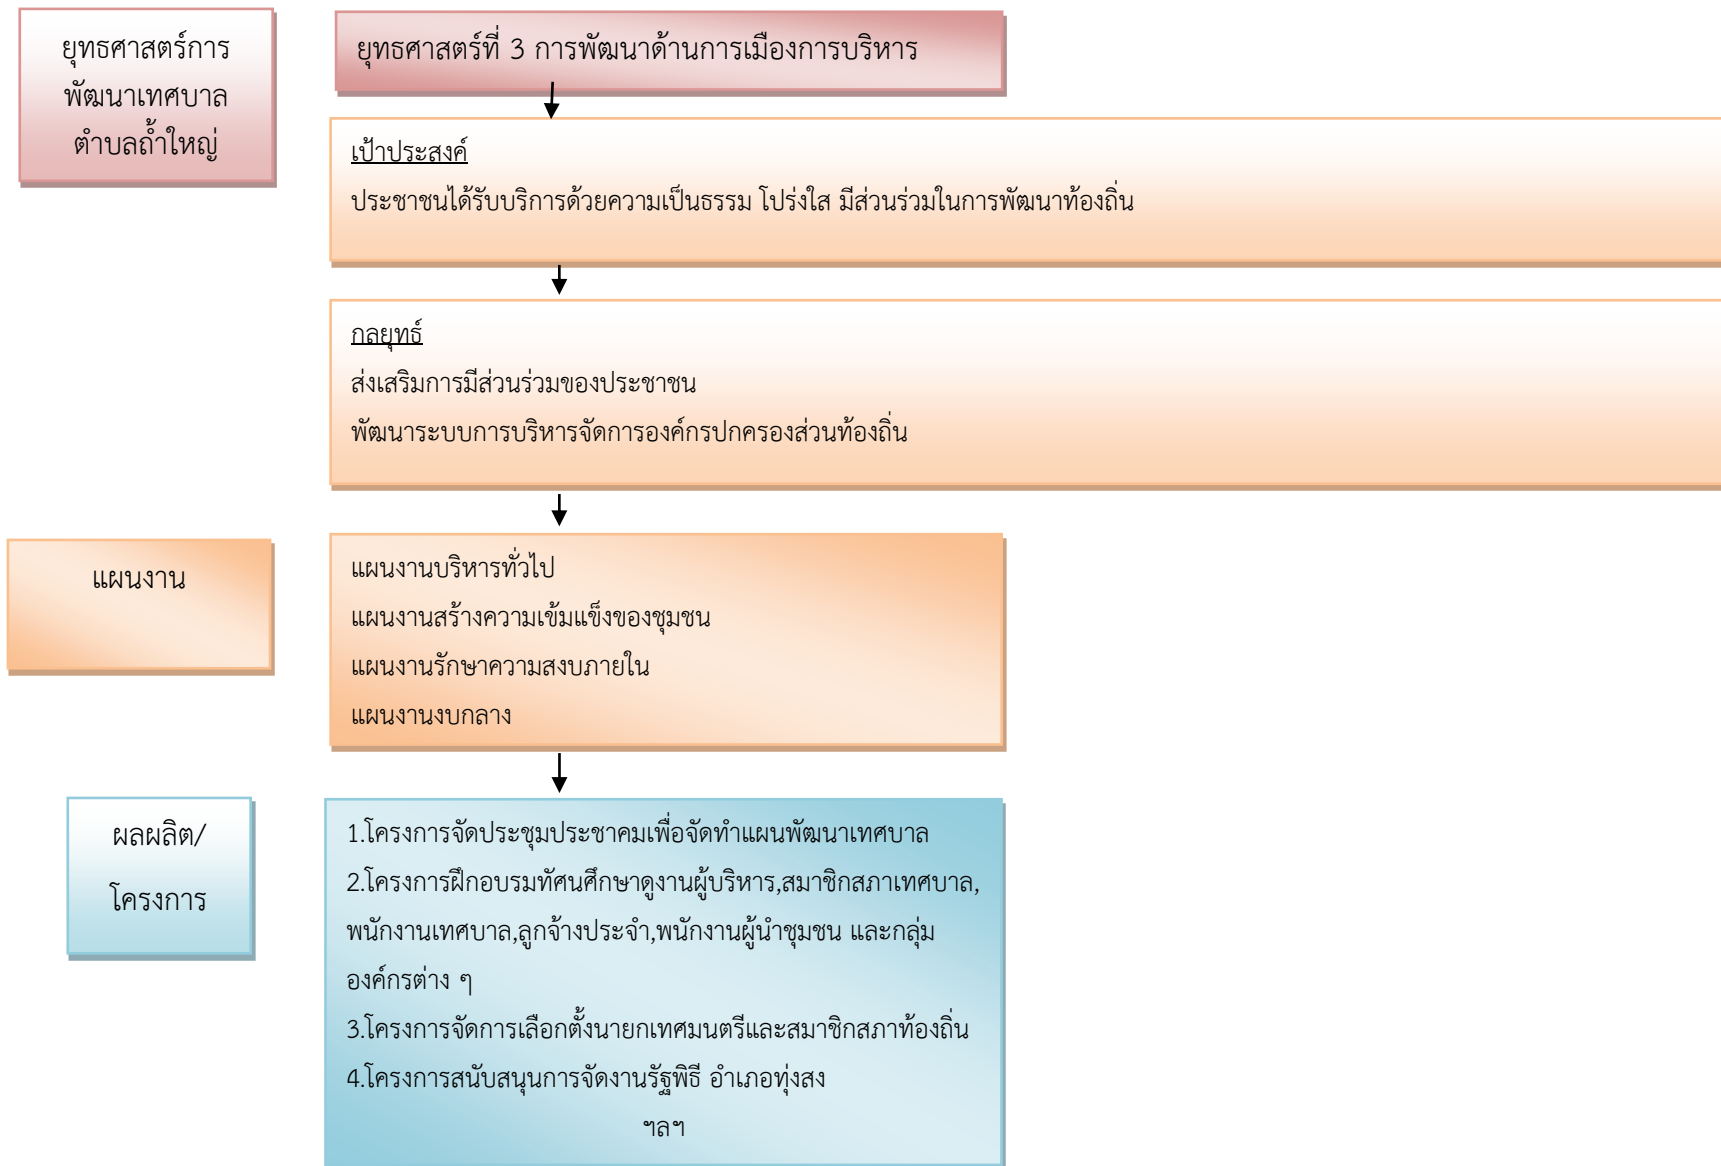 ยุทธศาสตร์การ
พัฒนาเทศบาล
ตำบลถ้ำใหญ่
ยุทธศาสตร์ที่ 3 การพัฒนาด้านการเมืองการบริหาร
เป้าประสงค์
ประชาชนได้รับบริการด้วยความเป็นธรรม โปร่งใส มีส่วนร่วมในการพัฒนาท้องถิ่น
กลยุทธ์
ส่งเสริมการมีส่วนร่วมของประชาชน
พัฒนาระบบการบริหารจัดการองค์กรปกครองส่วนท้องถิ่น
แผนงาน
แผนงานบริหารทั่วไป
แผนงานสร้างความเข้มแข็งของชุมชน
แผนงานรักษาความสงบภายใน
แผนงานงบกลาง
ผลผลิต/
โครงการ
1.โครงการจัดประชุมประชาคมเพื่อจัดทำแผนพัฒนาเทศบาล
2.โครงการฝึกอบรมทัศนศึกษาดูงานผู้บริหาร,สมาชิกสภาเทศบาล,
พนักงานเทศบาล,ลูกจ้างประจำ,พนักงานผู้นำชุมชน และกลุ่ม
องค์กรต่าง ๆ
3.โครงการจัดการเลือกตั้งนายกเทศมนตรีและสมาชิกสภาท้องถิ่น
4.โครงการสนับสนุนการจัดงานรัฐพิธี อำเภอทุ่งสง
ฯลฯ